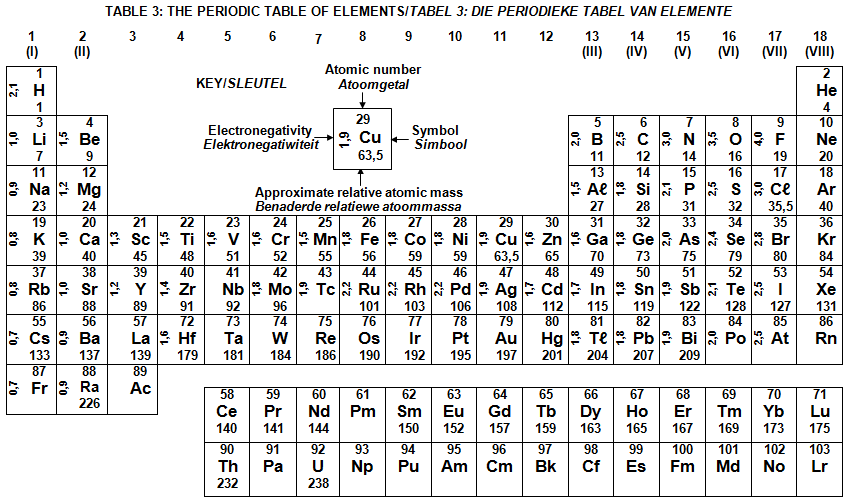 TABLE 3: THE PERIODIC TABLE OF ELEMENTS/TABEL 3: DIE PERIODIEKE TABEL VAN ELEMENTE
1 2 3 4 5 6 7 8 9 10 11 12 13 14 15 16 17 18
(I) (II) (III) (IV) (V) (VI) (VII) (VIII)
KEY/SLEUTEL
Atomic number
Atoomgetal
Electronegativity
Elektronegatiwiteit
29
1,9 Cu
63,5
Symbol
Simbool
Approximate relative atomic mass
Benaderde relatiewe atoommassa
1 2
2,1 H He
1 4
3 4 5 6 7 8 9 10
1,0 Li 1,5 Be 2,0 B 2,5 C 3,0 N 3,5 O 4,0 F Ne
7 9 11 12 14 16 19 20
11 12 13 14 15 16 17 18
0,9 Na 1,2 Mg 1,5 Aℓ 1,8 Si 2,1 P 2,5 S 3,0 Cℓ Ar
23 24 27 28 31 32 35,5 40
19 20 21 22 23 24 25 26 27 28 29 30 31 32 33 34 35 36
0,8 K 1,0 Ca 1,3 Sc 1,5 Ti 1,6 V 1,6 Cr 1,5 Mn 1,8 Fe 1,8 Co 1,8 Ni 1,9 Cu 1,6 Zn 1,6 Ga 1,8 Ge 2,0 As 2,4 Se 2,8 Br Kr
39 40 45 48 51 52 55 56 59 59 63,5 65 70 73 75 79 80 84
37 38 39 40 41 42 43 44 45 46 47 48 49 50 51 52 53 54
0,8 Rb 1,0 Sr 1,2 Y 1,4 Zr Nb 1,8 Mo 1,9 Tc 2,2 Ru 2,2 Rh 2,2 Pd 1,9 Ag 1,7 Cd 1,7 In 1,8 Sn 1,9 Sb 2,1 Te 2,5 I Xe
86 88 89 91 92 96 101 103 106 108 112 115 119 122 128 127 131
55 56 57 72 73 74 75 76 77 78 79 80 81 82 83 84 85 86
0,7 Cs 0,9 Ba La 1,6 Hf Ta W Re Os Ir Pt Au Hg 1,8 Tℓ 1,8 Pb 1,9 Bi 2,0 Po 2,5 At Rn
133 137 139 179 181 184 186 190 192 195 197 201 204 207 209
87 88 89
0,7 Fr 0,9 Ra Ac
226
58 59 60 61 62 63 64 65 66 67 68 69 70 71
Ce Pr Nd Pm Sm Eu Gd Tb Dy Ho Er Tm Yb Lu
140 141 144 150 152 157 159 163 165 167 169 173 175
90 91 92 93 94 95 96 97 98 99 100 101 102 103
Th Pa U Np Pu Am Cm Bk Cf Es Fm Md No Lr
232 238